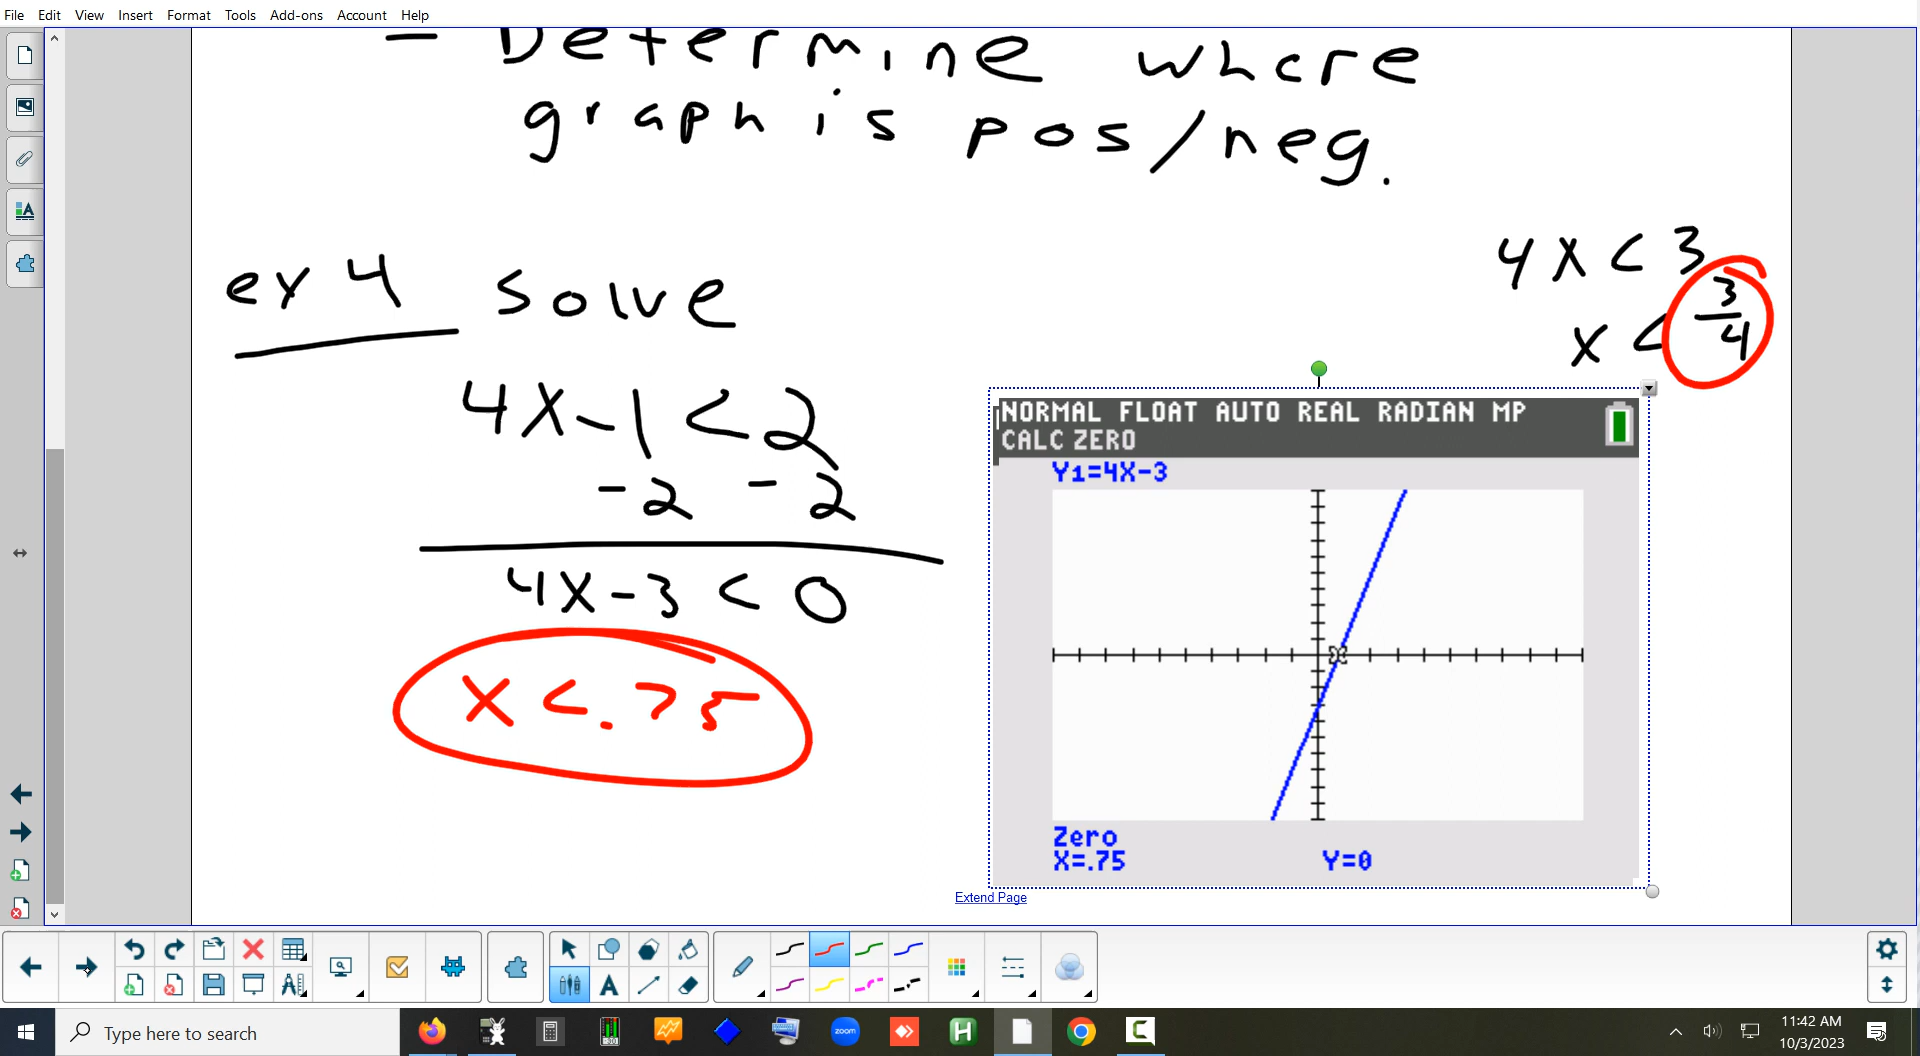 File Edit View Insert Format Tools Add-ons Account Help
- Determine where
graph is pos/neg.
ex 4 solve
4x-1<2
-2 -2
4x-3<0
x<.75
4x<3
x<3/4
NORMAL FLOAT AUTO REAL RADIAN MP
CALC ZERO
Y1=4X-3
Zero
X=.75 Y=0
Extend Page
Type here to search
zoom
11:42 AM
10/3/2023